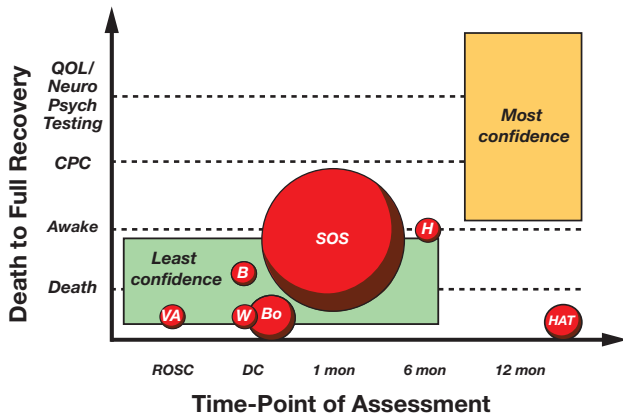 Death to Full Recovery
QOL/
Neuro
Psych
Testing
CPC
Awake
Death
Most
confidence
Least
confidence
SOS
H
B
VA
W
Bo
HAT
ROSC
DC
1 mon
6 mon
12 mon
Time-Point of Assessment